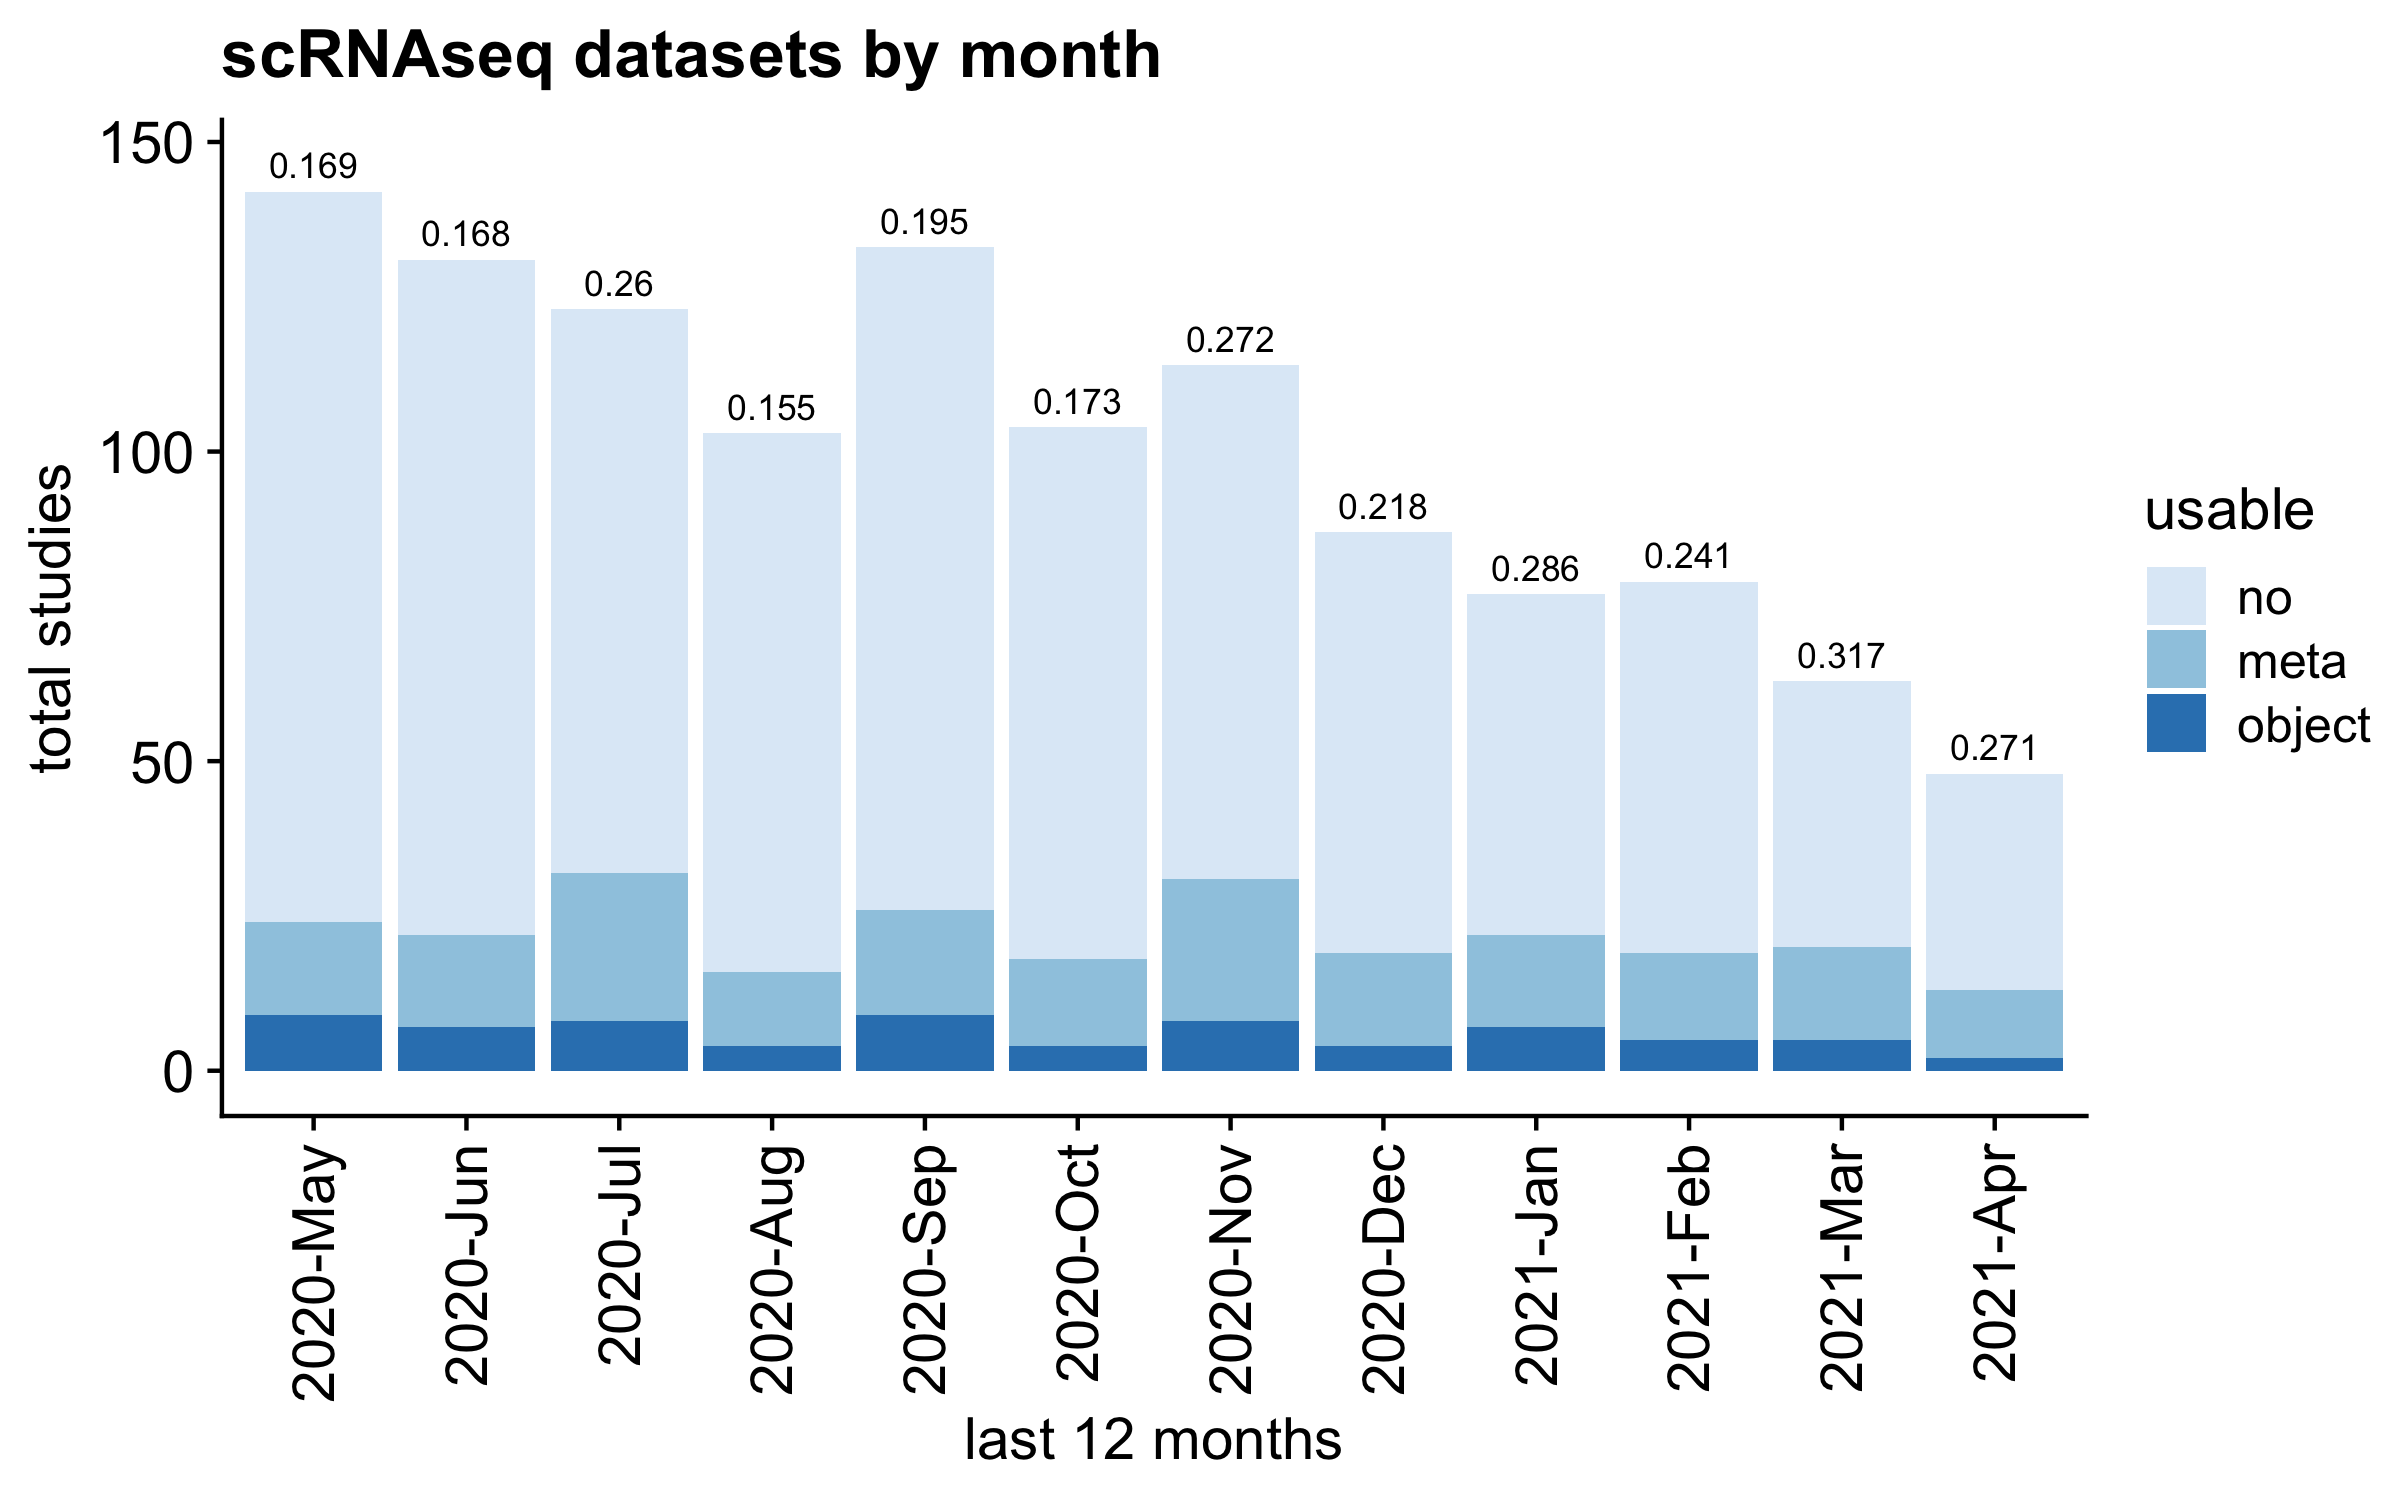 scRNAseq datasets by month
total studies
150
100
50
0
0.169
0.168
0.26
0.155
0.195
0.173
0.272
0.218
0.286
0.241
0.317
0.271
usable
no
meta
object
2020-May
2020-Jun
2020-Jul
2020-Aug
2020-Sep
2020-Oct
2020-Nov
2020-Dec
2021-Jan
2021-Feb
2021-Mar
2021-Apr
last 12 months